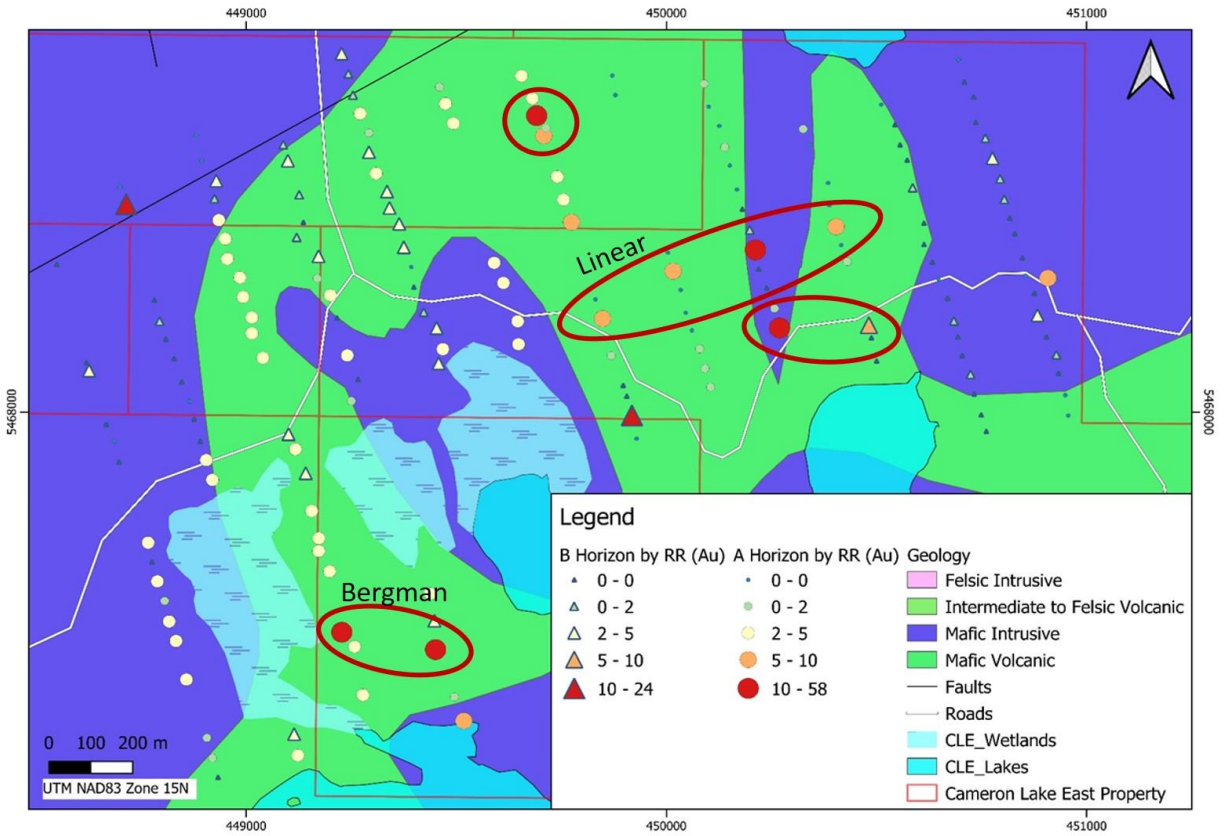 449000 450000 451000
Linear
5468000 5468000
Bergman
Legend
B Horizon by RR (Au) A Horizon by RR (Au) Geology
0 - 0 0 - 0 Felsic Intrusive
0 - 2 0 - 2 Intermediate to Felsic Volcanic
2 - 5 2 - 5 Mafic Intrusive
5 - 10 5 - 10 Mafic Volcanic
10 - 24 10 - 58 Faults
Roads
CLE_Wetlands
CLE_Lakes
Cameron Lake East Property
0 100 200 m
UTM NAD83 Zone 15N
449000 450000 451000